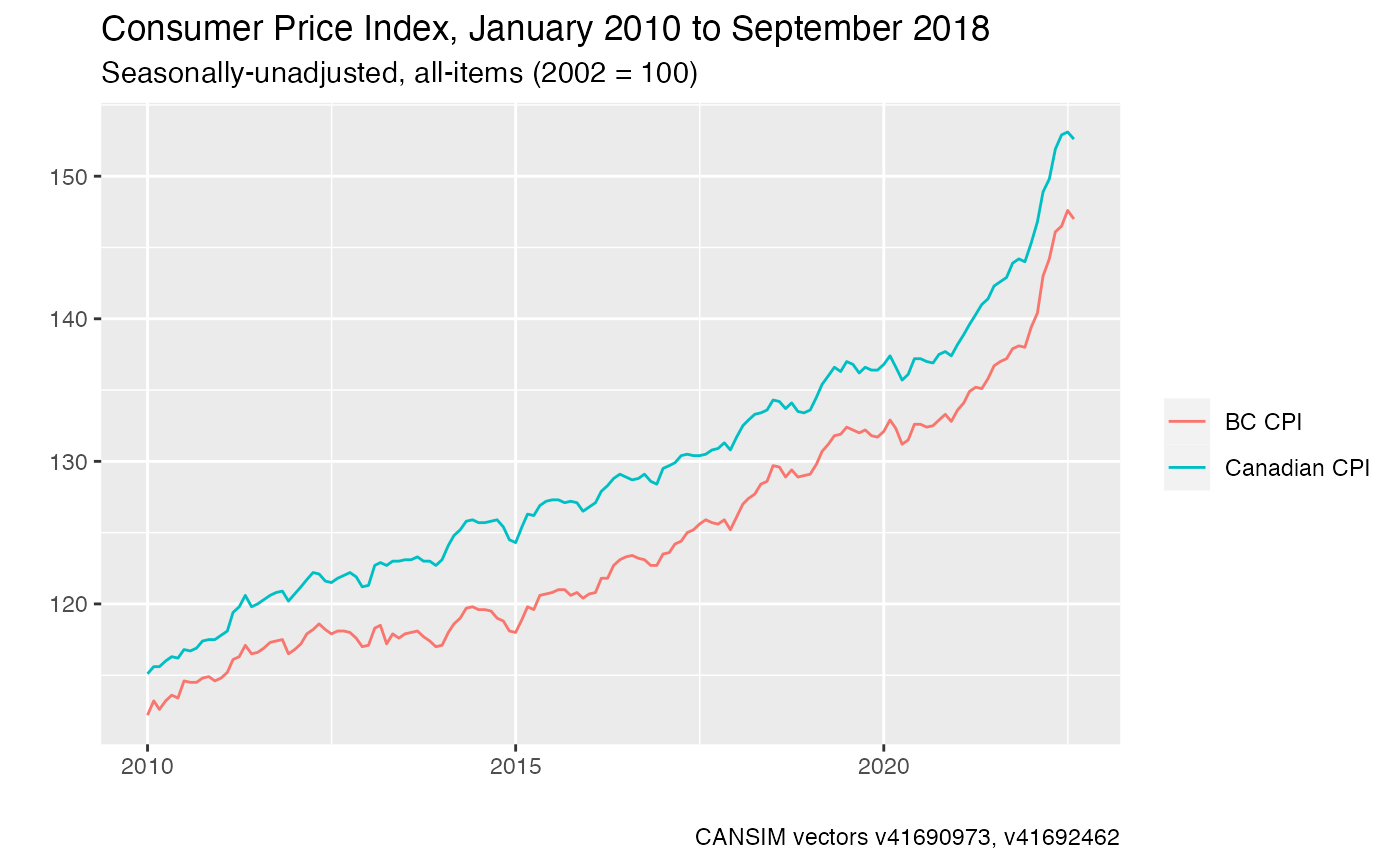 Consumer Price Index, January 2010 to September 2018
Seasonally-unadjusted, all-items (2002 = 100)
150
140
130
120
2010 2015 2020
BC CPI
Canadian CPI
CANSIM vectors v41690973, v41692462